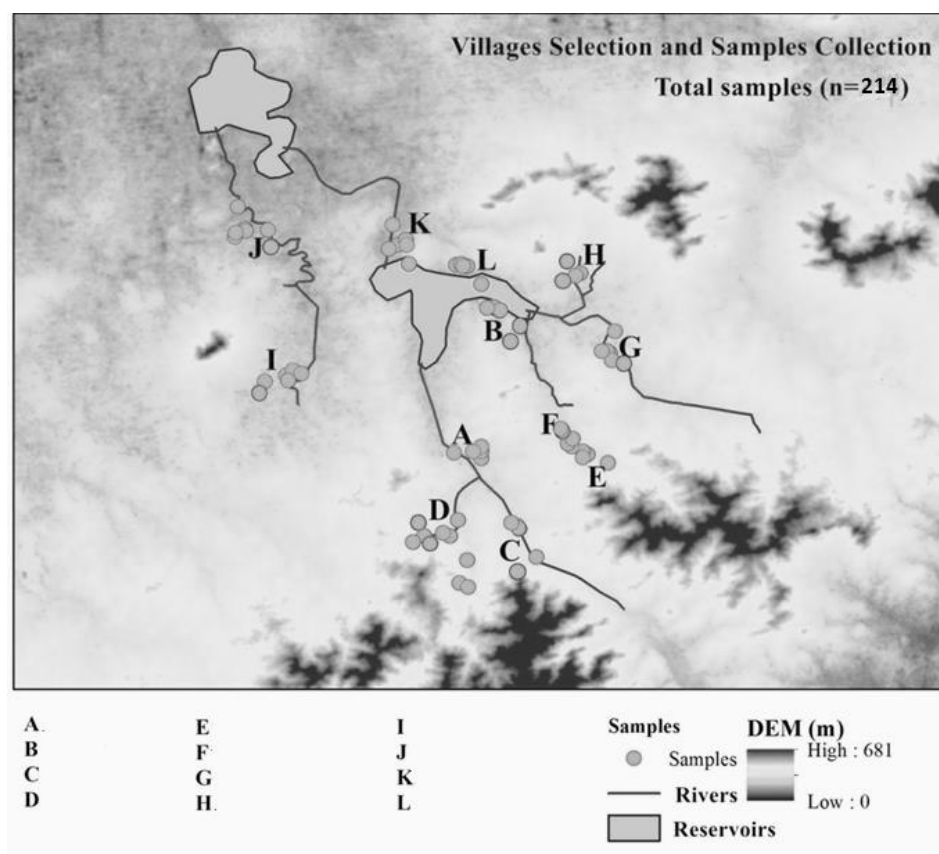 Villages Selection and Samples Collection
Total samples (n=214)
K
J
L
H
B
G
I
F
A
E
D
C
A.
B
C
D
E
F
G
H
I
J
K
L
Samples
Samples
Rivers
Reservoirs
DEM (m)
High : 681
Low : 0